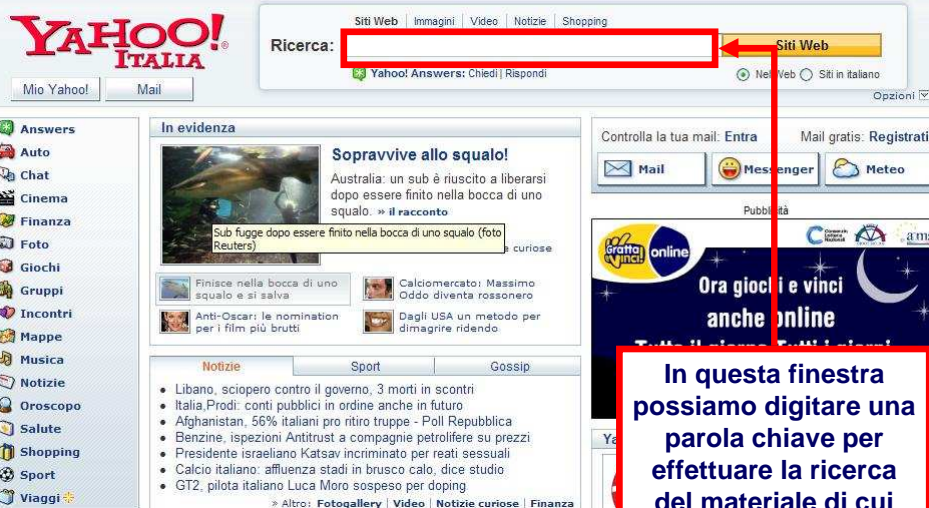 Siti Web Immagini Video Notizie Shopping
YAHOO!
ITALIA
Ricerca:
Siti Web
Yahoo! Answers: Chiedi | Rispondi
Siti in italiano
Mio Yahoo!
Mail
Opzioni
Answers
Auto
Chat
Cinema
Finanza
Foto
Giochi
Gruppi
Incontri
Mappe
Musica
Notizie
Oroscopo
Salute
Shopping
Sport
Viaggi
In evidenza
Sopravvive allo squalo!
Australia: un sub è riuscito a liberarsi
dopo essere finito nella bocca di uno
squalo. » il racconto
Sub fugge dopo essere finito nella bocca di uno squalo (foto
Reuters)
curiose
Finisce nella bocca di uno
squalo e si salva
Calciomercato: Massimo
Oddo diventa rossonero
Anti-Oscar: le nomination
per i film più brutti
Dagli USA un metodo per
dimagrire ridendo
Notizie Sport Gossip
Libano, sciopero contro il governo, 3 morti in scontri
Italia,Prodi: conti pubblici in ordine anche in futuro
Afghanistan, 56% italiani pro ritiro truppe - Poll Repubblica
Benzine, ispezioni Antitrust a compagnie petrolifere su prezzi
Presidente israeliano Katsav incriminato per reati sessuali
Calcio italiano: affluenza stadi in brusco calo, dice studio
GT2, pilota italiano Luca Moro sospeso per doping
» Altro: Fotogallery | Video | Notizie curiose | Finanza
Controlla la tua mail: Entra Mail gratis: Registrati
Mail
Messenger
Meteo
Pubblicità
Gratta
Vinci!
online
Ora giochi e vinci
anche online
Tutto il giorno Tutti i giorni
In questa finestra
possiamo digitare una
parola chiave per
effettuare la ricerca
del materiale di cui